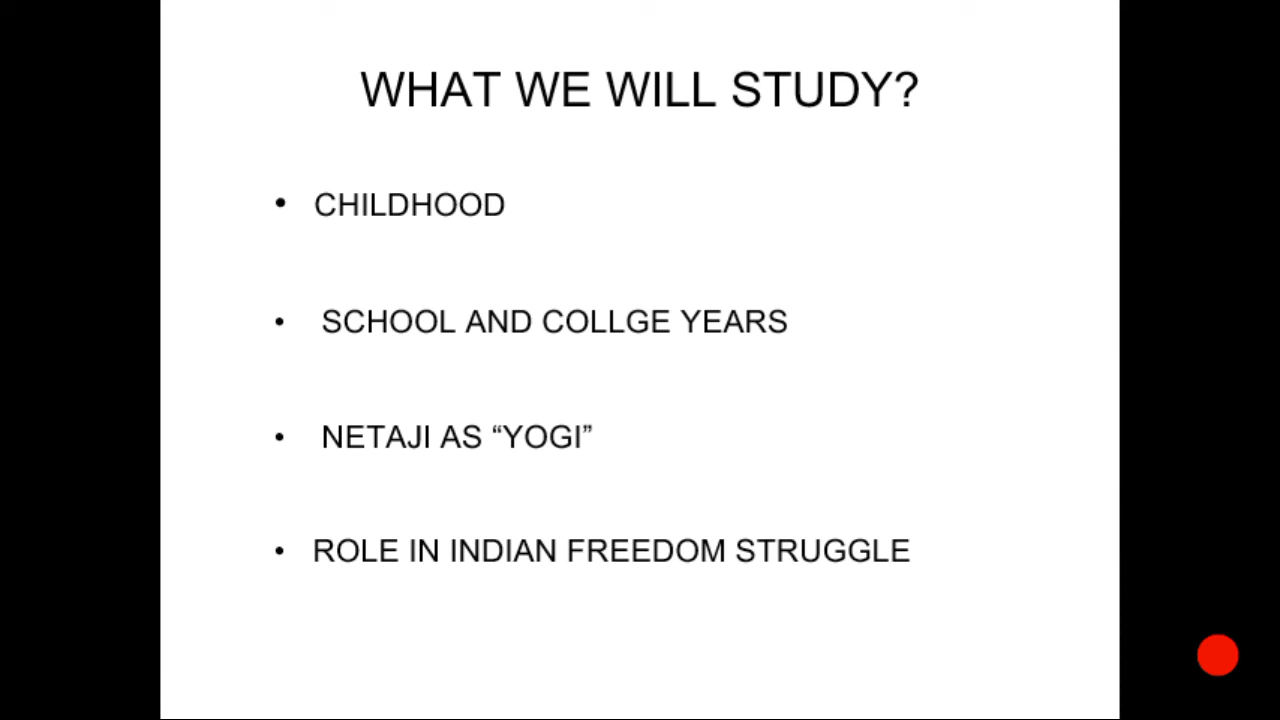 WHAT WE WILL STUDY?
• CHILDHOOD
• SCHOOL AND COLLGE YEARS
• NETAJI AS “YOGI”
• ROLE IN INDIAN FREEDOM STRUGGLE